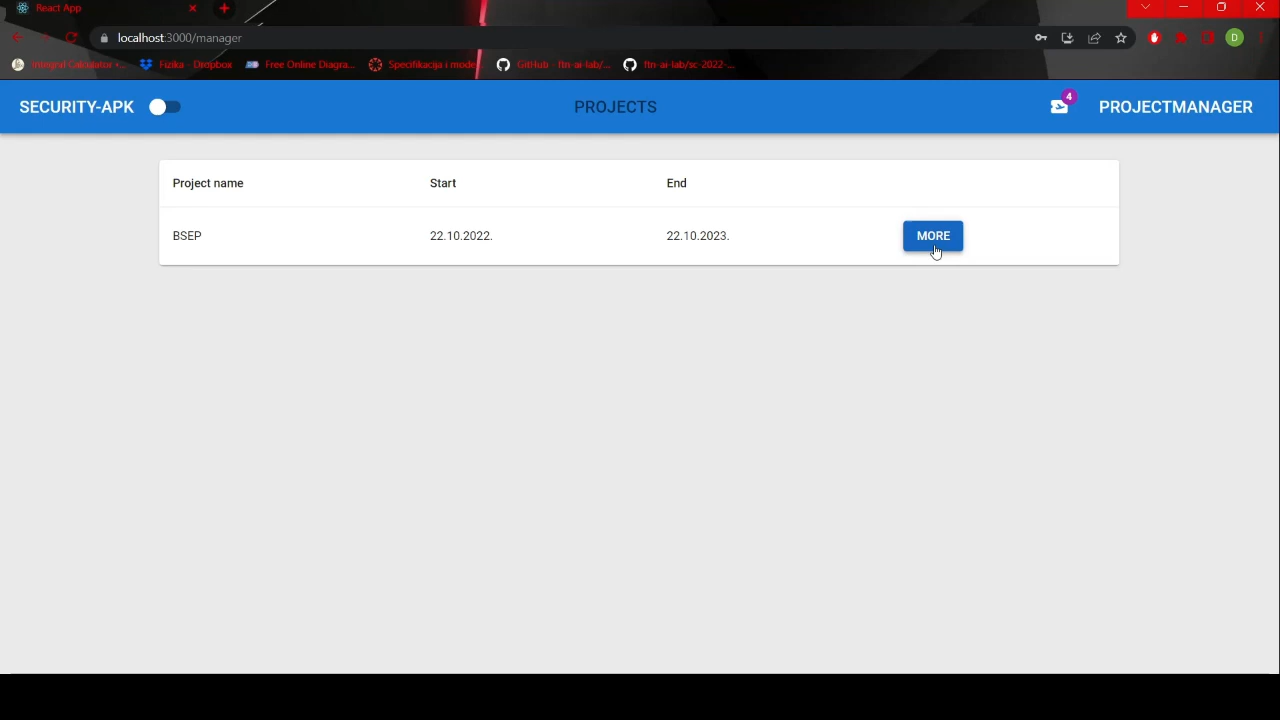 React App
localhost:3000/manager
D
Integral Calculator •... Fizika - Dropbox Free Online Diagra... Specifikacija i mode GitHub - ftn-ai-lab/... ftn-ai-lab/sc-2022-...
SECURITY-APK PROJECTS 4 PROJECTMANAGER
Project name Start End
BSEP 22.10.2022. 22.10.2023. MORE